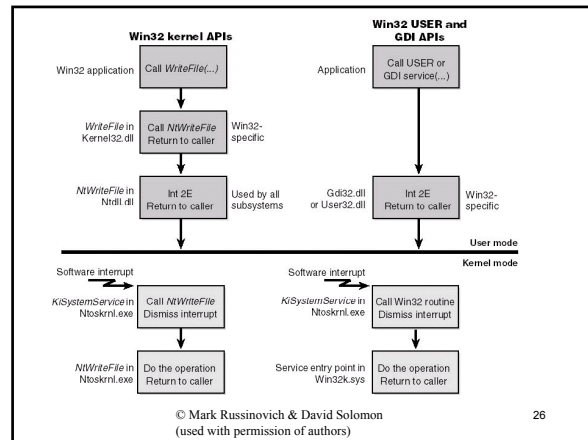 Win32 kernel APIs
Win32 USER and
GDI APIs
Win32 application
Call WriteFile(...)
Application
Call USER or
GDI service(...)
WriteFile in
Kernel32.dll
Call NtWriteFile
Return to caller
Win32-
specific
NtWriteFile in
Ntdll.dll
Int 2E
Return to caller
Used by all
subsystems
Gdi32.dll
or User32.dll
Int 2E
Return to caller
Win32-
specific
User mode
Kernel mode
Software interrupt
KiSystemService in
Ntoskrnl.exe
Call NtWriteFile
Dismiss interrupt
Software interrupt
KiSystemService in
Ntoskrnl.exe
Call Win32 routine
Dismiss interrupt
NtWriteFile in
Ntoskrnl.exe
Do the operation
Return to caller
Service entry point in
Win32k.sys
Do the operation
Return to caller
© Mark Russinovich & David Solomon
(used with permission of authors)
26